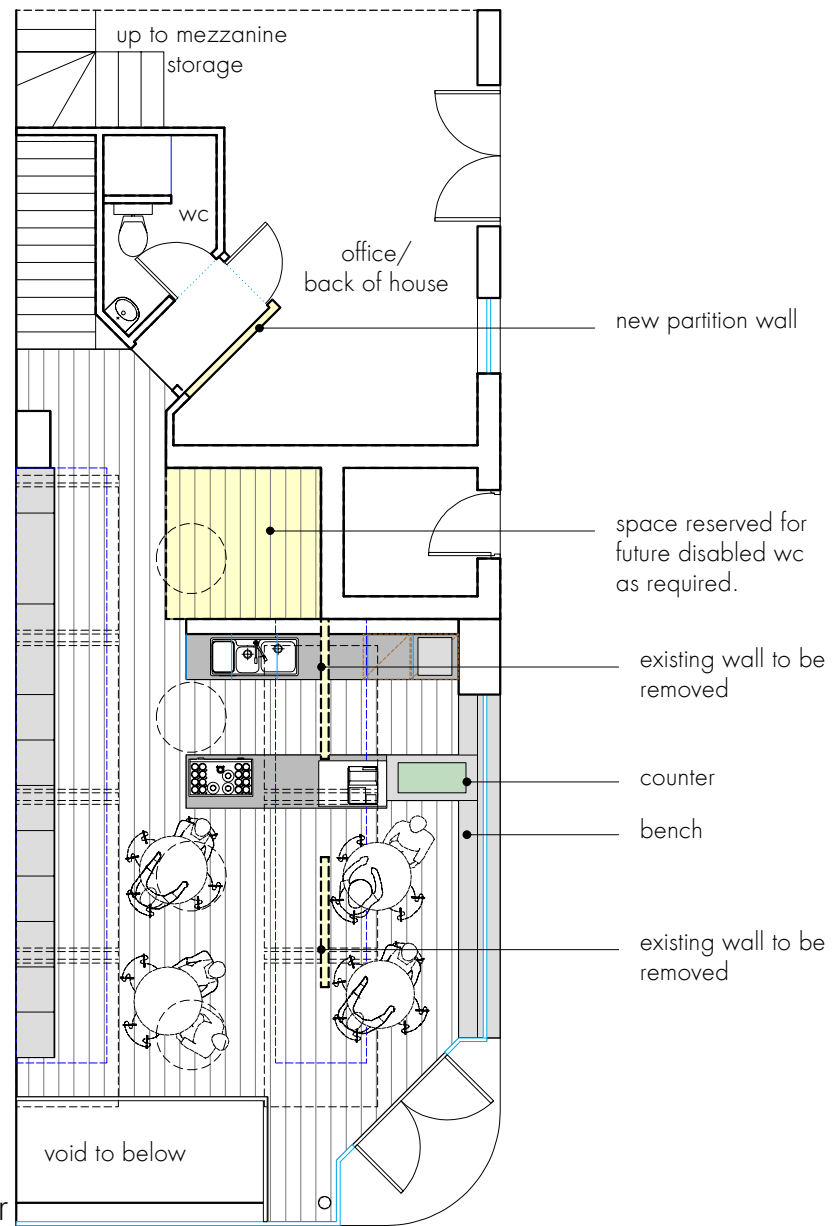 up to mezzanine
storage
wc
office/
back of house
new partition wall
space reserved for
future disabled wc
as required.
existing wall to be
removed
counter
bench
existing wall to be
removed
void to below
r